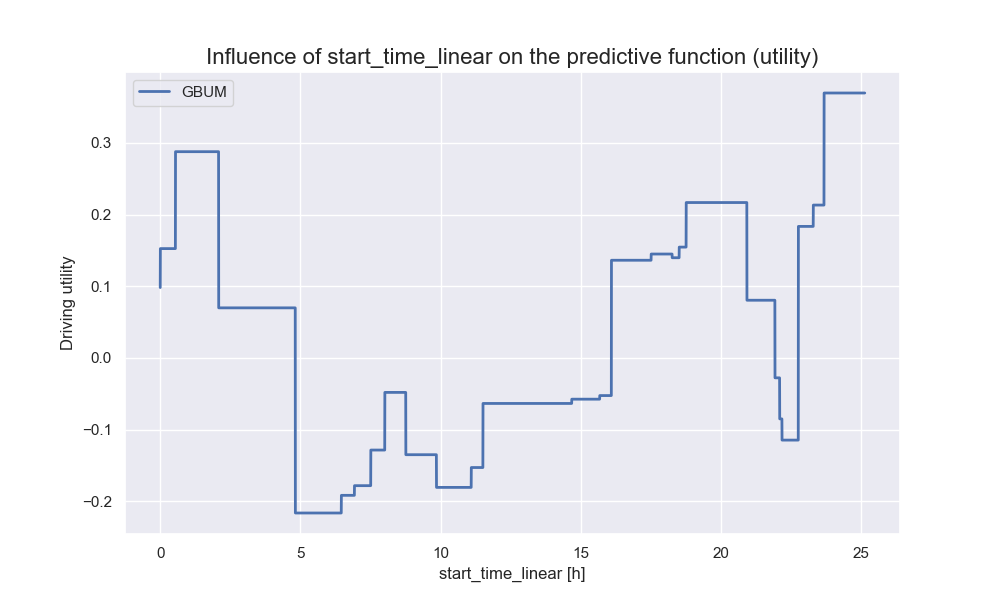 Influence of start_time_linear on the predictive function (utility)
GBUM
0.3
0.2
0.1
0.0
−0.1
−0.2
Driving utility
0 5 10 15 20 25
start_time_linear [h]